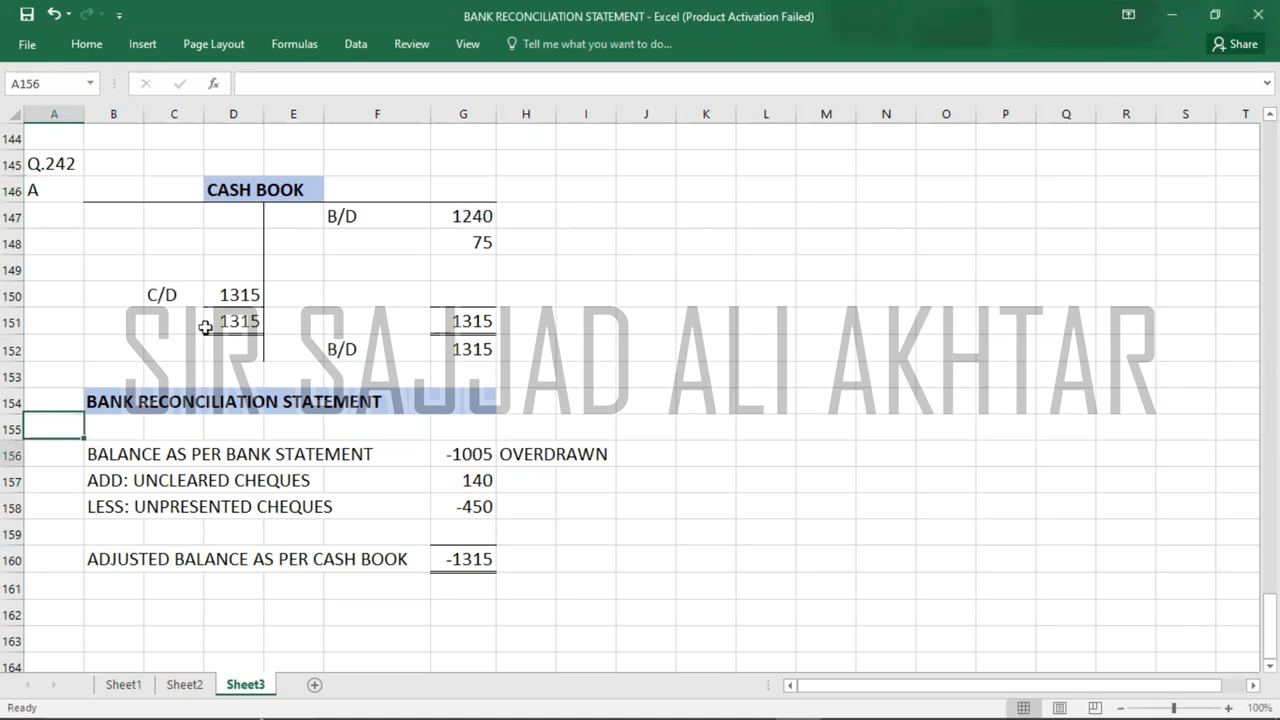 BANK RECONCILIATION STATEMENT - Excel (Product Activation Failed)
File Home Insert Page Layout Formulas Data Review View Tell me what you want to do... Share
A156 fx
A B C D E F G H I J K L M N O P Q R S T
144
145 Q.242
146 A CASH BOOK
147 B/D 1240
148 75
149
150 C/D 1315
151 1315 1315
152 B/D 1315
SIR SAJJAD ALI AKHTAR
153
154 BANK RECONCILIATION STATEMENT
155
156 BALANCE AS PER BANK STATEMENT -1005 OVERDRAWN
157 ADD: UNCLEARED CHEQUES 140
158 LESS: UNPRESENTED CHEQUES -450
159
160 ADJUSTED BALANCE AS PER CASH BOOK -1315
161
162
163
164
Sheet1 Sheet2 Sheet3
Ready 100%